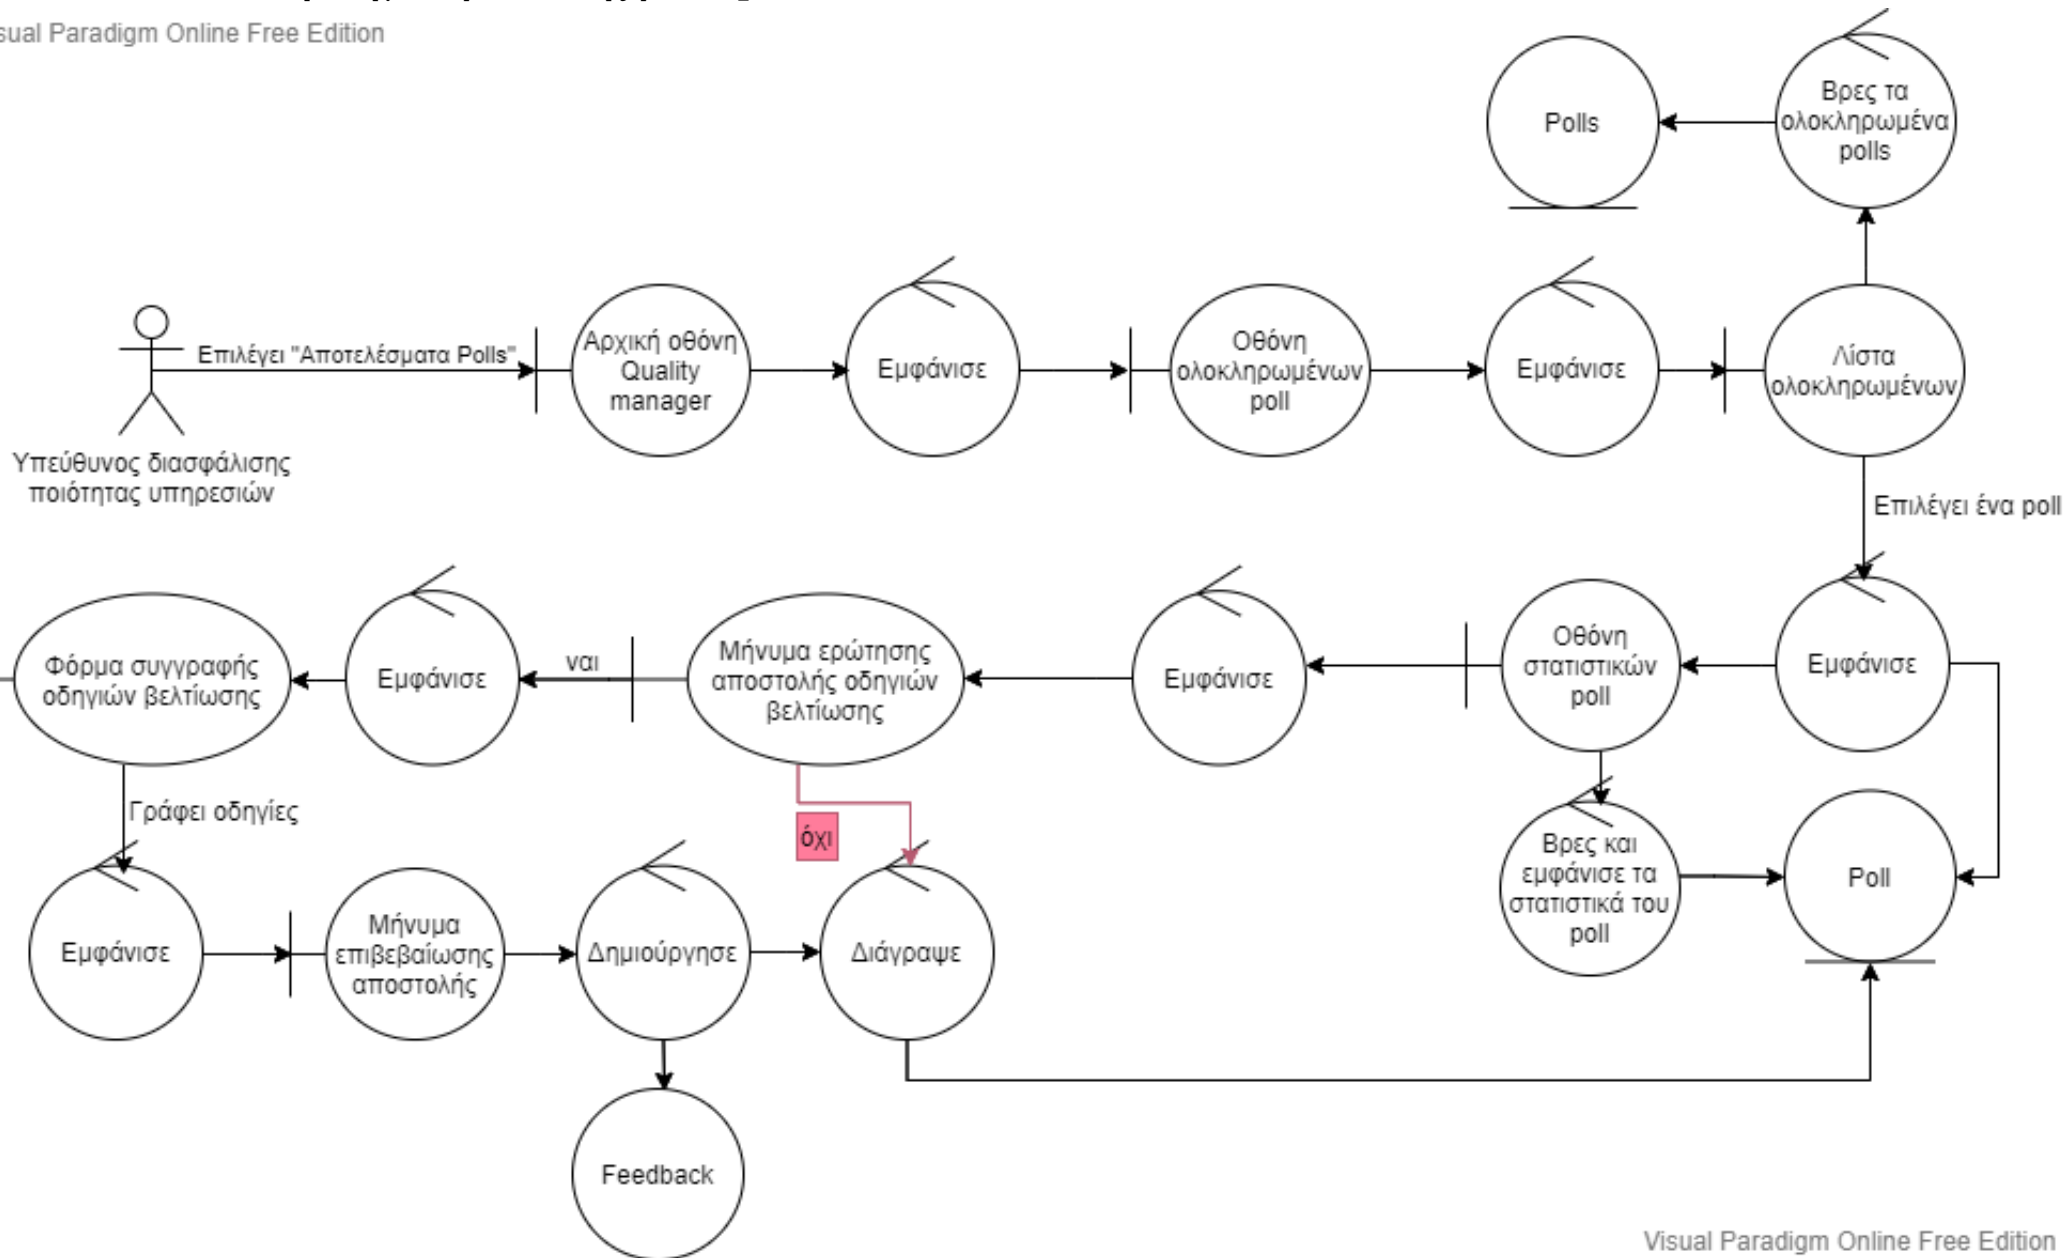 sual Paradigm Online Free Edition
Polls
Βρες τα
ολοκληρωμένα
polls
Επιλέγει "Αποτελέσματα Polls"
Αρχική οθόνη
Quality
manager
Εμφάνισε
Οθόνη
ολοκληρωμένων
poll
Εμφάνισε
Λίστα
ολοκληρωμένων
Υπεύθυνος διασφάλισης
ποιότητας υπηρεσιών
Επιλέγει ένα poll
Φόρμα συγγραφής
οδηγιών βελτίωσης
Εμφάνισε
ναι
Μήνυμα ερώτησης
αποστολής οδηγιών
βελτίωσης
Εμφάνισε
Οθόνη
στατιστικών
poll
Εμφάνισε
Γράφει οδηγίες
όχι
Εμφάνισε
Μήνυμα
επιβεβαίωσης
αποστολής
Δημιούργησε
Διάγραψε
Βρες και
εμφάνισε τα
στατιστικά του
poll
Poll
Feedback
Visual Paradigm Online Free Edition